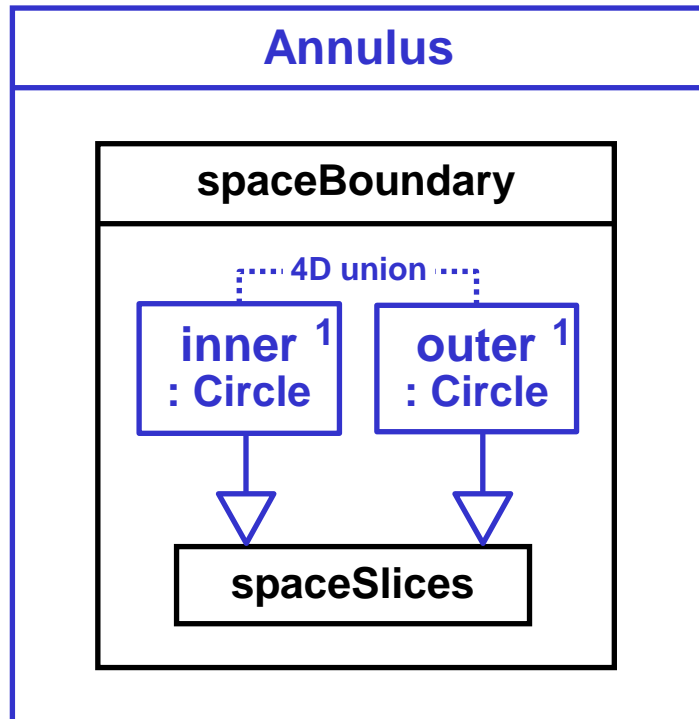 Annulus
spaceBoundary
4D union
inner 1
: Circle
outer 1
: Circle
spaceSlices